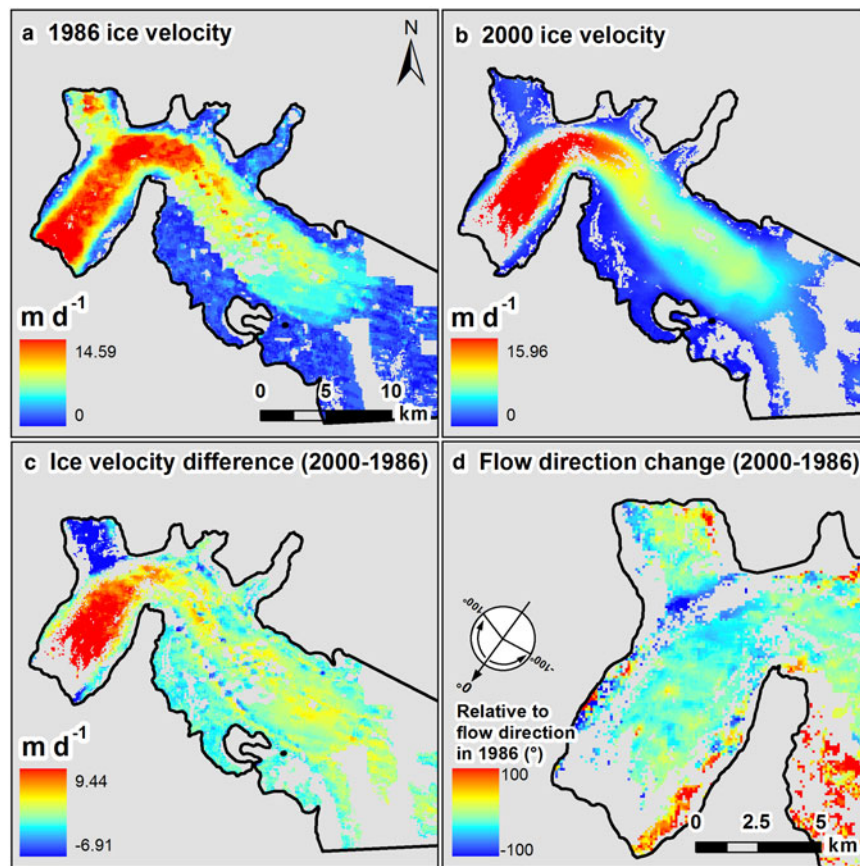 a 1986 ice velocity
N
m d⁻¹
14.59
0
0 5 10
km
b 2000 ice velocity
m d⁻¹
15.96
0
c Ice velocity difference (2000-1986)
m d⁻¹
9.44
-6.91
d Flow direction change (2000-1986)
100°
-100°
0°
Relative to
flow direction
in 1986 (°)
100
-100
0 2.5 5
km